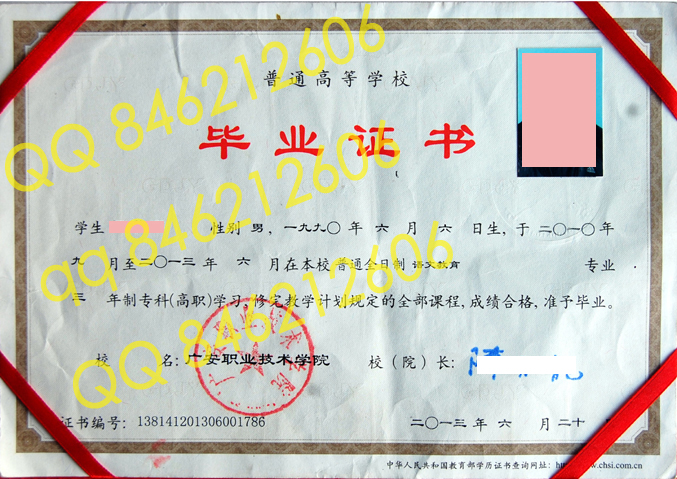 普通高等学校
毕业证书
学生 性别 男，一九九〇年 六 月 六 日生，于 二〇一〇年
九 月至二〇一三 年 六 月在本校 普通全日制 语文教育 专业
三 年制专科(高职)学习，修完教学计划规定的全部课程，成绩合格，准予毕业。
校 名：广安职业技术学院 校（院）长：
证书编号：138141201306001786 二〇一三 年 六 月 二十
中华人民共和国教育部学历证书查询网址：http://www.chsi.com.cn
QQ 846212606
QQ 846212606
qq 846212606
QQ 846212606